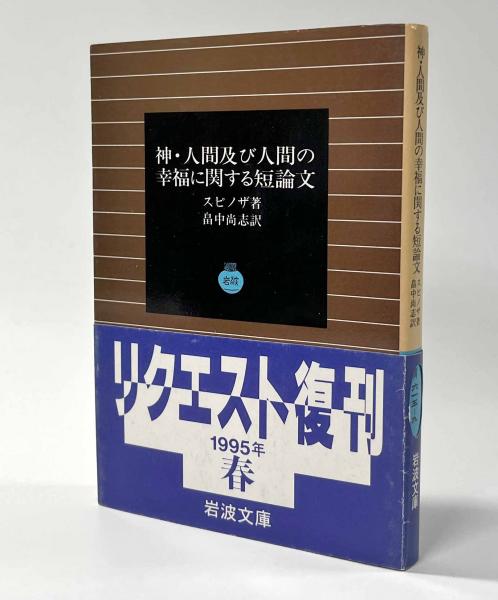 神・人間及び人間の
幸福に関する短論文
スピノザ著
畠中尚志訳
岩波
リクエスト復刊
1995年
春
岩波文庫
神・人間及び人間の幸福に関する短論文
スピノザ著
畠中尚志訳
岩波文庫